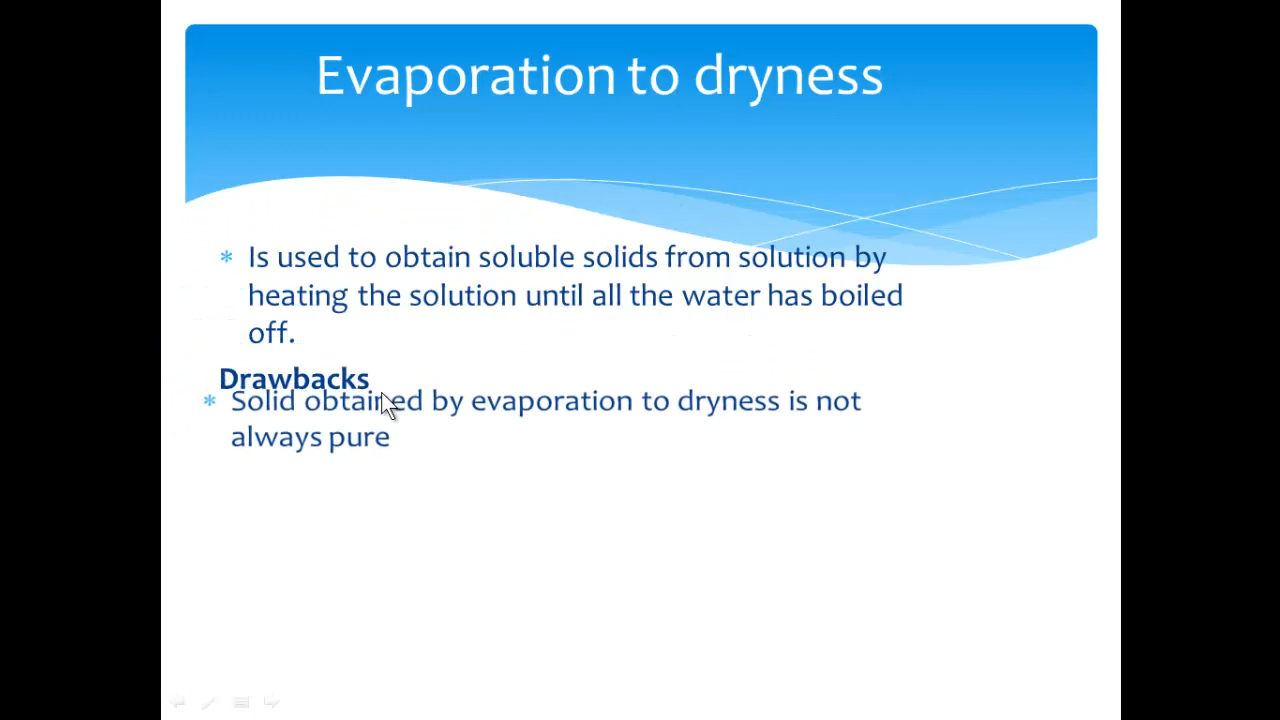 Evaporation to dryness
* Is used to obtain soluble solids from solution by
heating the solution until all the water has boiled
off.
Drawbacks
* Solid obtained by evaporation to dryness is not
always pure